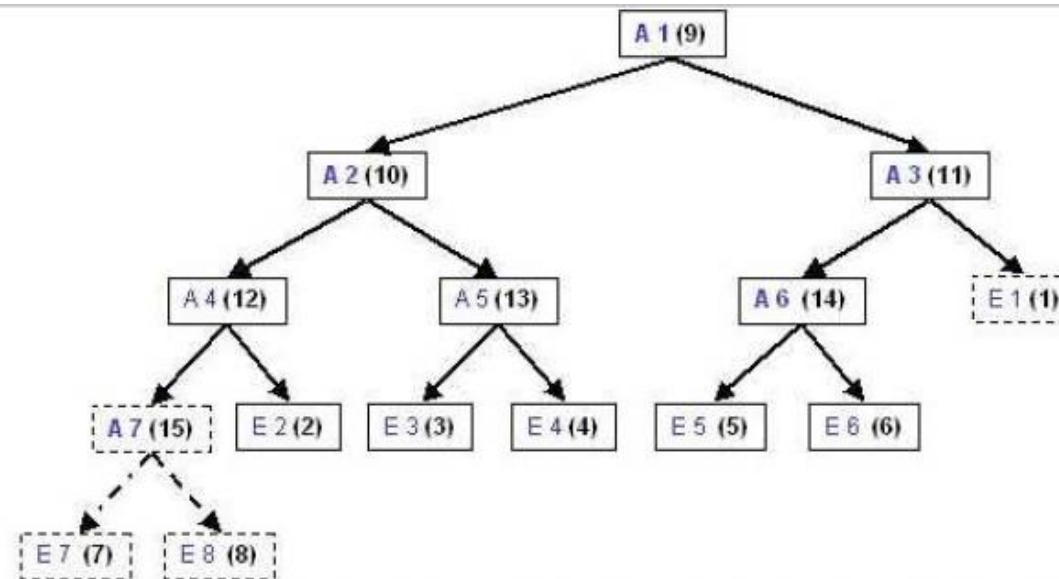 A 1 (9)
A 2 (10)
A 3 (11)
A 4 (12)
A 5 (13)
A 6 (14)
E 1 (1)
A 7 (15)
E 2 (2)
E 3 (3)
E 4 (4)
E 5 (5)
E 6 (6)
E 7 (7)
E 8 (8)